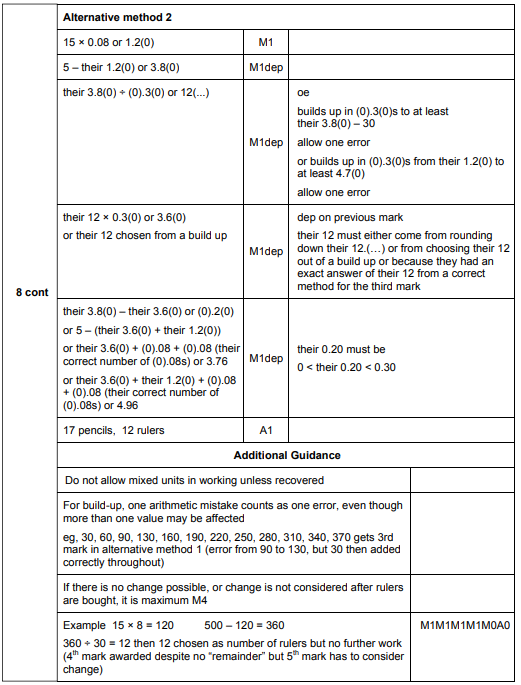 Alternative method 2
15 × 0.08 or 1.2(0)
M1
5 – their 1.2(0) or 3.8(0)
M1dep
their 3.8(0) ÷ (0).3(0) or 12(...)
M1dep
oe
builds up in (0).3(0)s to at least
their 3.8(0) – 30
allow one error
or builds up in (0).3(0)s from their 1.2(0) to
at least 4.7(0)
allow one error
their 12 × 0.3(0) or 3.6(0)
or their 12 chosen from a build up
M1dep
dep on previous mark
their 12 must either come from rounding
down their 12.(…) or from choosing their 12
out of a build up or because they had an
exact answer of their 12 from a correct
method for the third mark
8 cont
their 3.8(0) – their 3.6(0) or (0).2(0)
or 5 – (their 3.6(0) + their 1.2(0))
or their 3.6(0) + (0).08 + (0).08 (their
correct number of (0).08s) or 3.76
or their 3.6(0) + their 1.2(0) + (0).08
+ (0).08 (their correct number of
(0).08s) or 4.96
M1dep
their 0.20 must be
0 < their 0.20 < 0.30
17 pencils, 12 rulers
A1
Additional Guidance
Do not allow mixed units in working unless recovered
For build-up, one arithmetic mistake counts as one error, even though
more than one value may be affected
eg, 30, 60, 90, 130, 160, 190, 220, 250, 280, 310, 340, 370 gets 3rd
mark in alternative method 1 (error from 90 to 130, but 30 then added
correctly throughout)
If there is no change possible, or change is not considered after rulers
are bought, it is maximum M4
Example 15 × 8 = 120 500 – 120 = 360
M1M1M1M1M0A0
360 ÷ 30 = 12 then 12 chosen as number of rulers but no further work
(4th mark awarded despite no “remainder” but 5th mark has to consider
change)